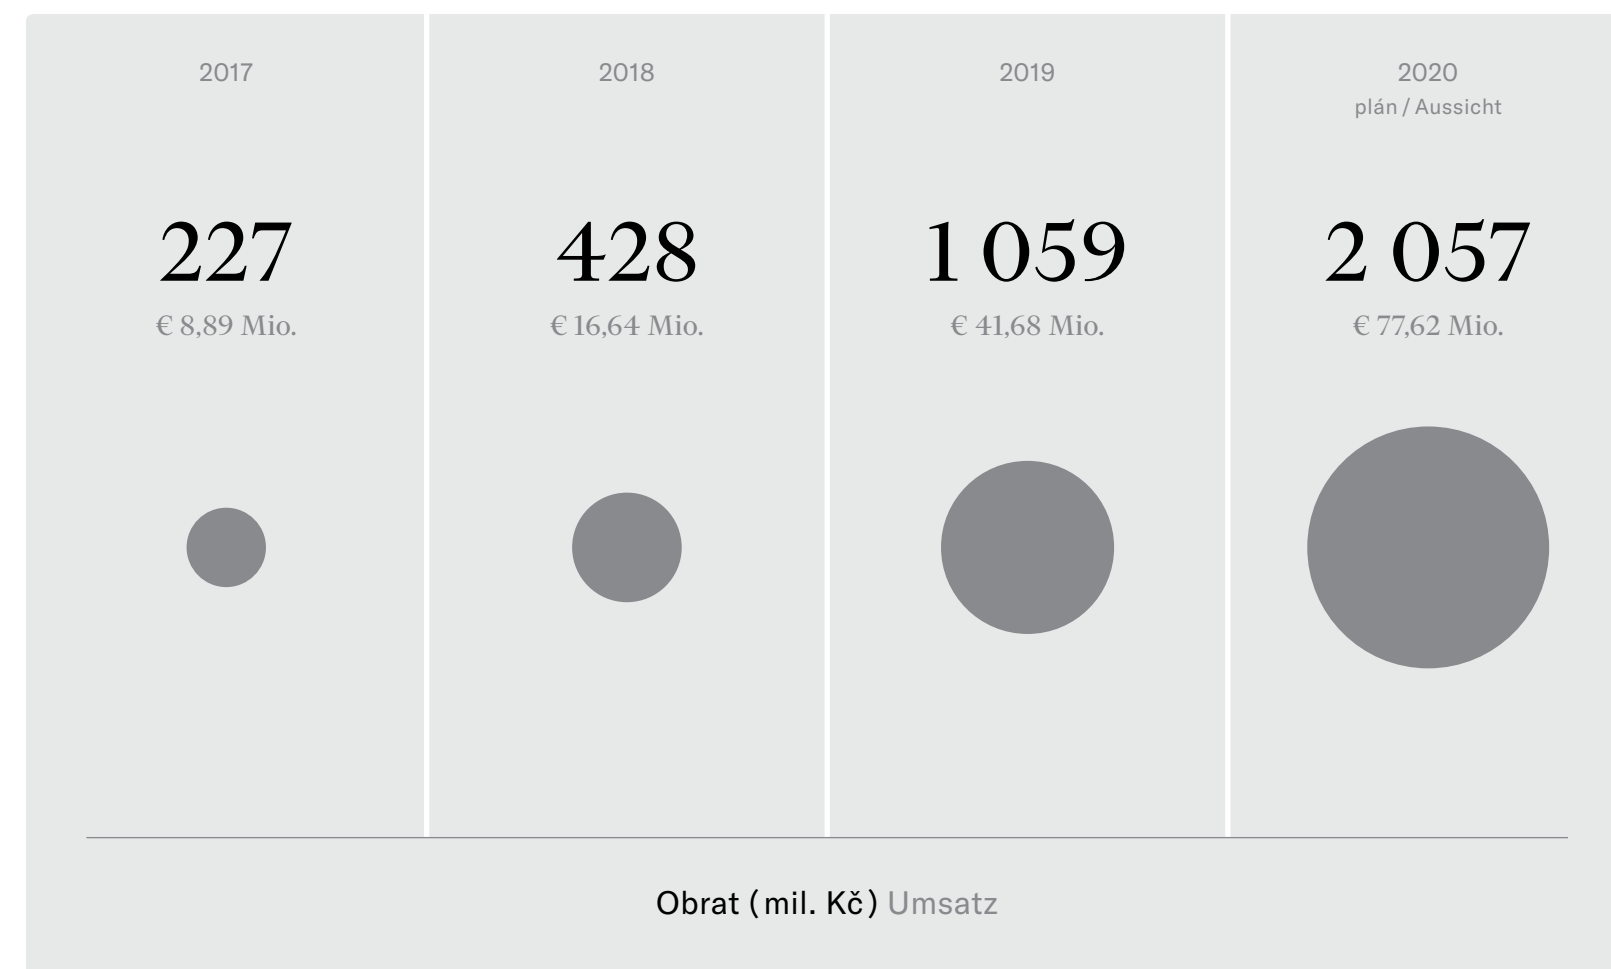 2017
227
€ 8,89 Mio.
2018
428
€ 16,64 Mio.
2019
1 059
€ 41,68 Mio.
2020
plán / Aussicht
2 057
€ 77,62 Mio.
Obrat (mil. Kč) Umsatz